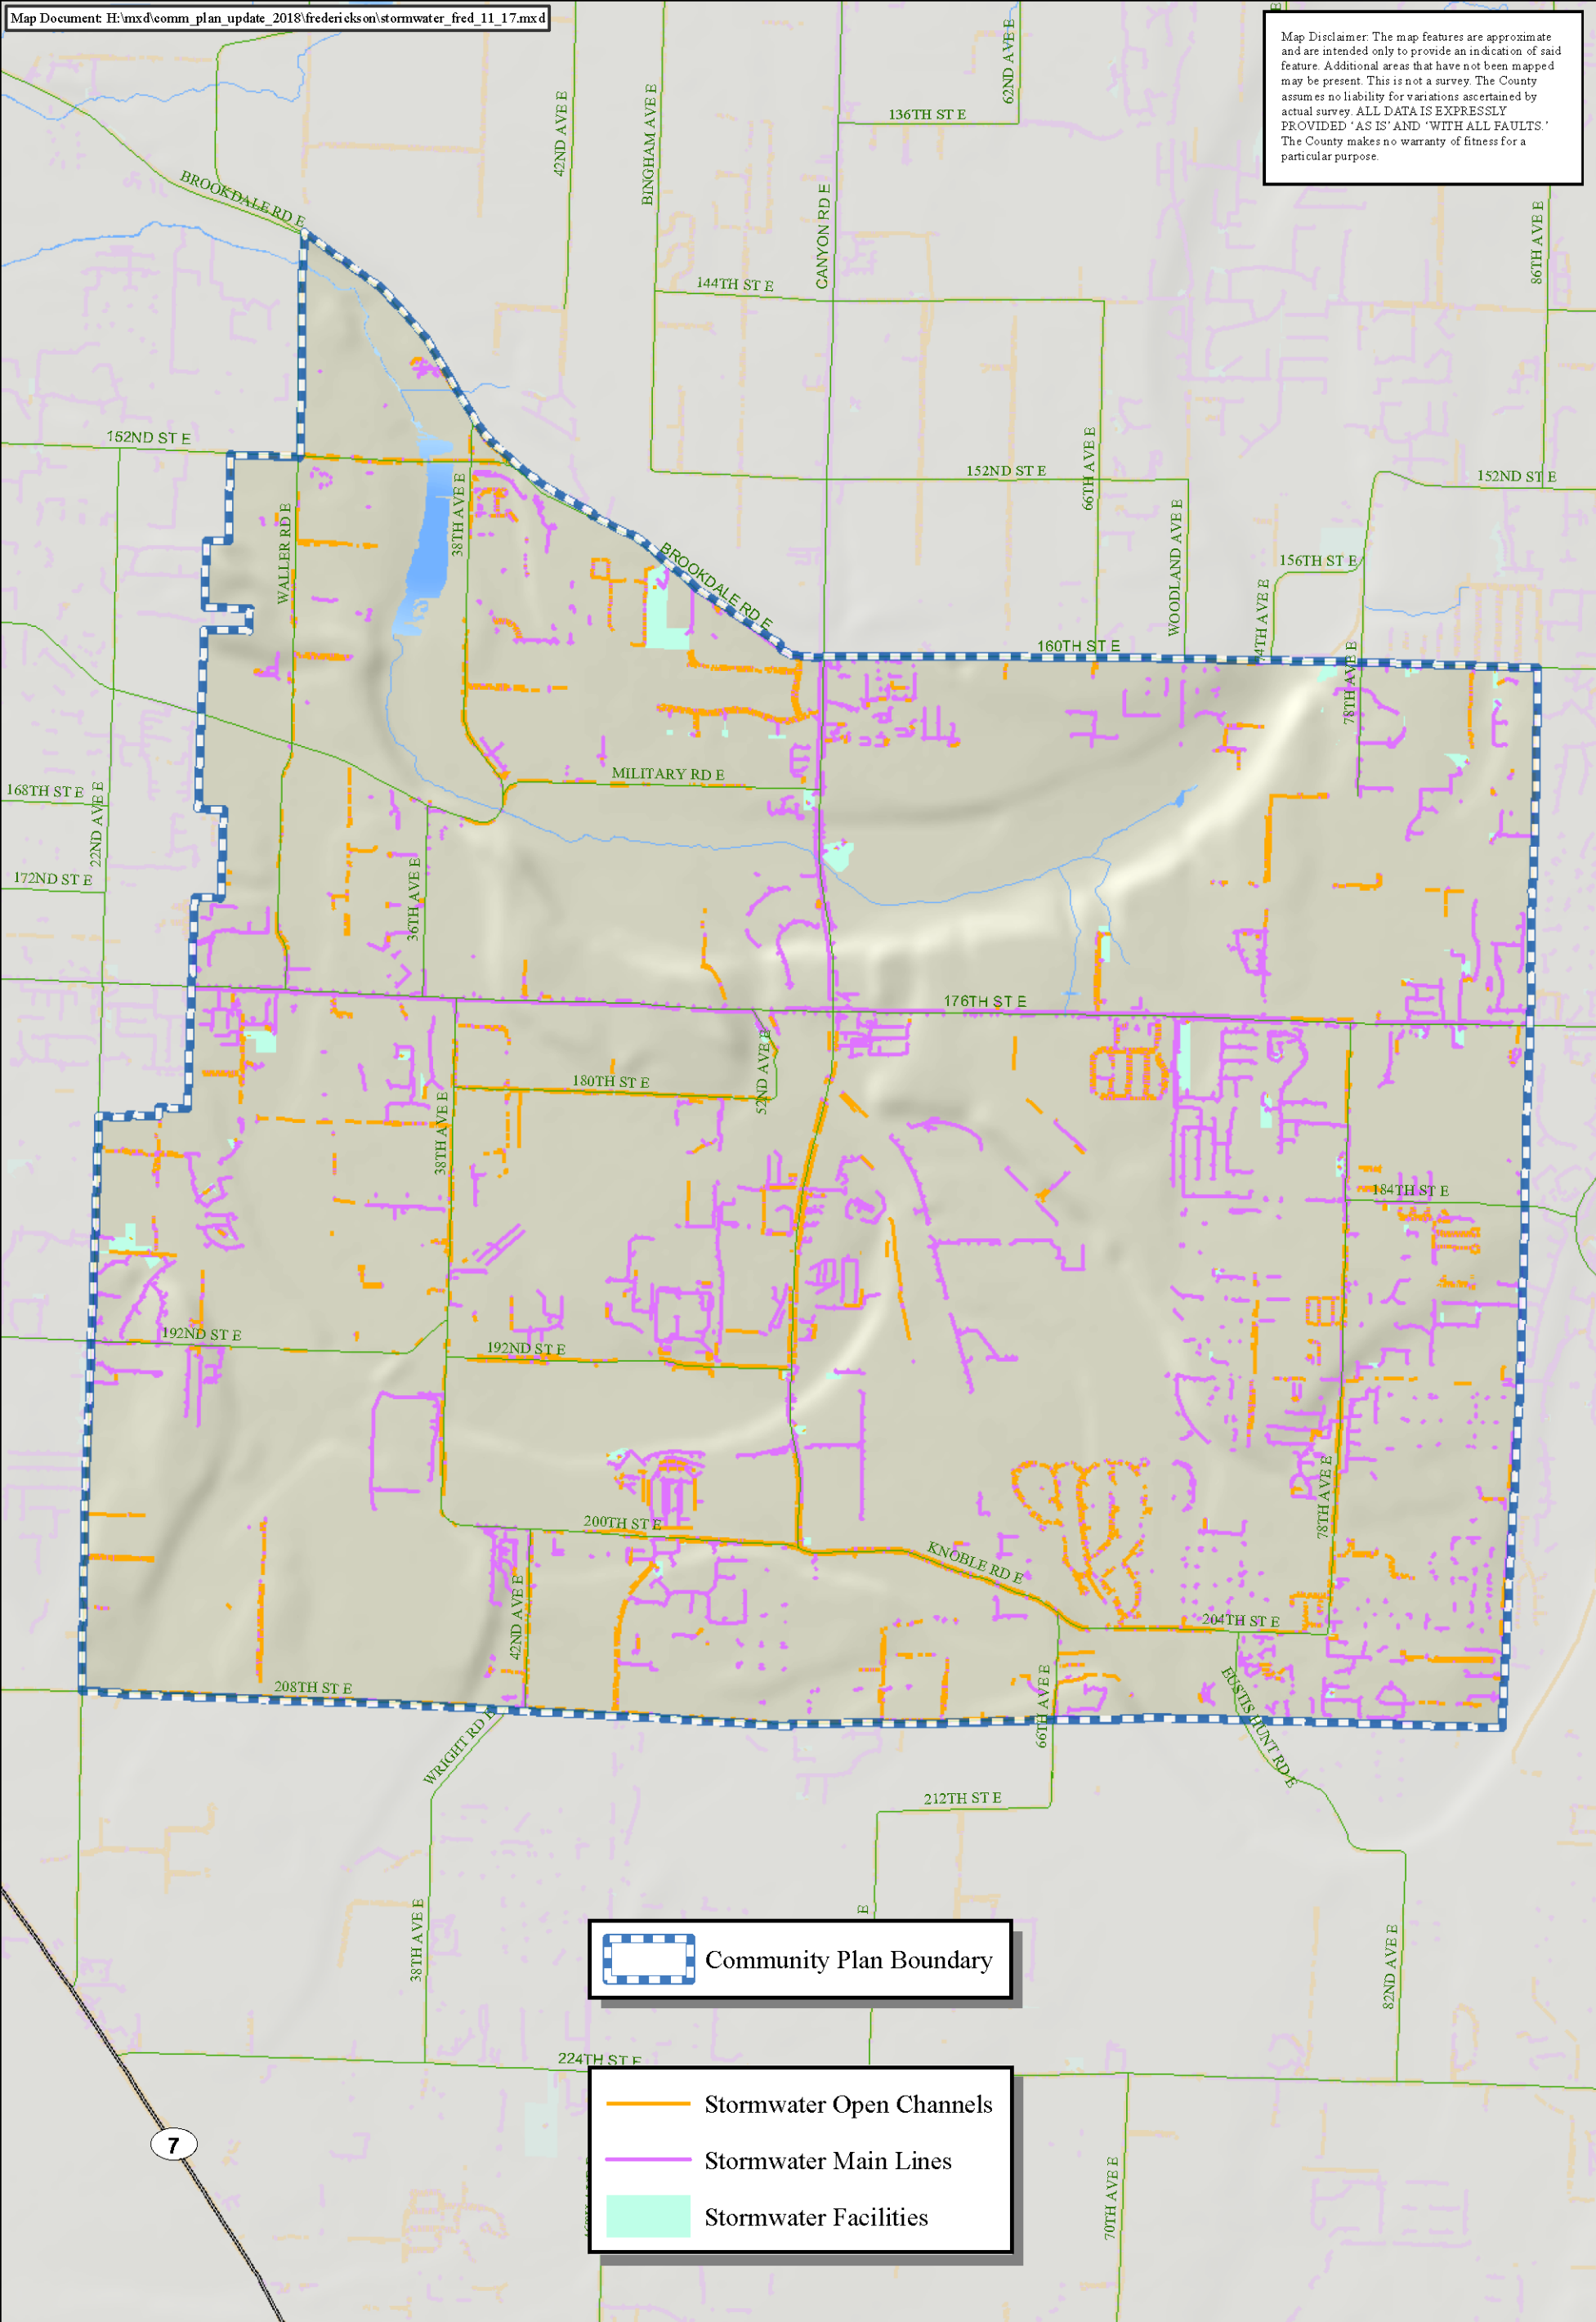 Map Document: H:\mxd\comm_plan_update_2018\frederickson\stormwater_fred_11_17.mxd
Map Disclaimer: The map features are approximate
and are intended only to provide an indication of said
feature. Additional areas that have not been mapped
may be present. This is not a survey. The County
assumes no liability for variations ascertained by
actual survey. ALL DATA IS EXPRESSLY
PROVIDED ‘AS IS’ AND ‘WITH ALL FAULTS.’
The County makes no warranty of fitness for a
particular purpose.
62ND AVE E
42ND AVE E
BINGHAM AVE E
136TH ST E
BROOKDALE RD E
CANYON RD E
86TH AVE E
144TH ST E
152ND ST E
66TH AVE E
152ND ST E
152ND ST E
38TH AVE E
WALLER RD E
WOODLAND AVE E
156TH ST E
BROOKDALE RD E
74TH AVE E
160TH ST E
78TH AVE E
MILITARY RD E
168TH ST E
22ND AVE E
172ND ST E
36TH AVE E
176TH ST E
52ND AVE E
180TH ST E
38TH AVE E
184TH ST E
192ND ST E
192ND ST E
78TH AVE E
200TH ST E
KNOBLE RD E
42ND AVE E
204TH ST E
208TH ST E
66TH AVE E
EUSTIS HUNT RD E
WRIGHT RD E
212TH ST E
38TH AVE E
E
82ND AVE E
Community Plan Boundary
224TH ST E
Stormwater Open Channels
7
Stormwater Main Lines
70TH AVE E
Stormwater Facilities